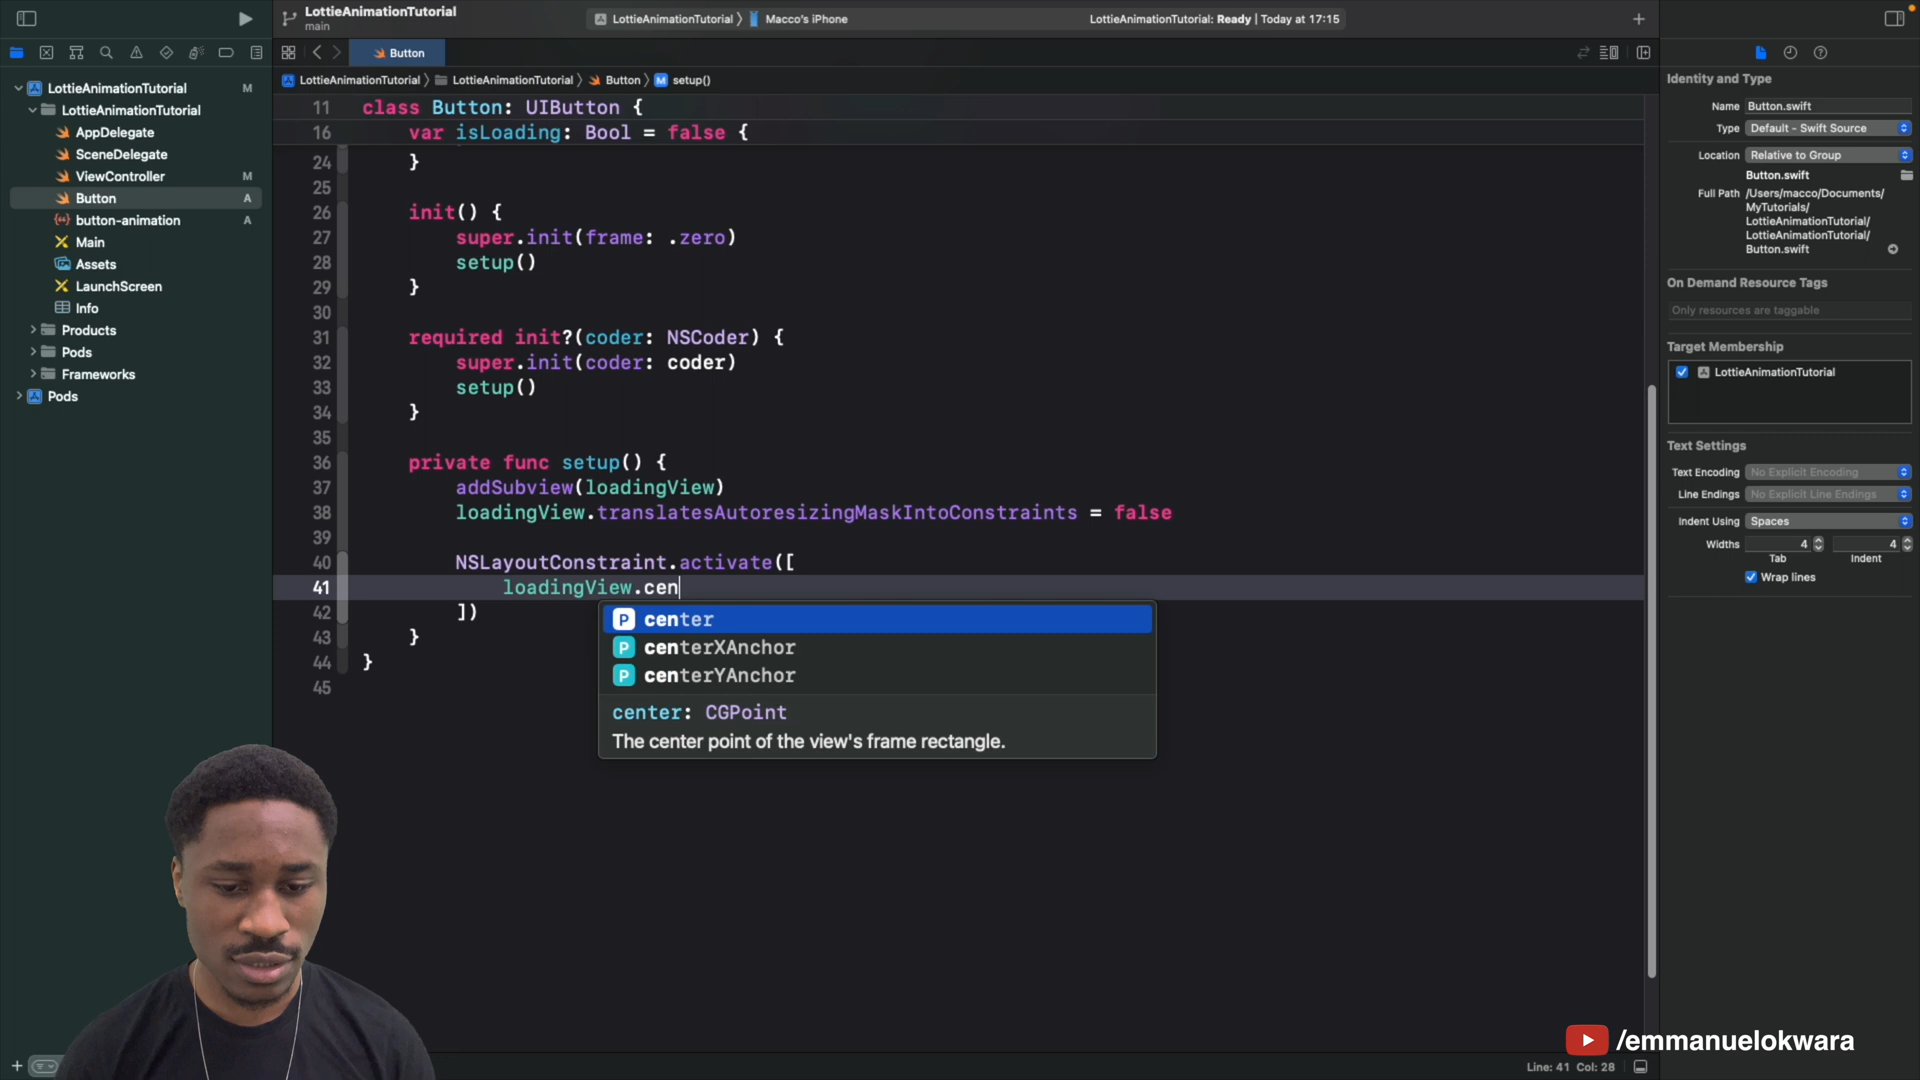 LottieAnimationTutorial
main
LottieAnimationTutorial
Macco's iPhone
LottieAnimationTutorial: Ready | Today at 17:15
Button
LottieAnimationTutorial
LottieAnimationTutorial
Button
M setup()
LottieAnimationTutorial M
LottieAnimationTutorial
AppDelegate
SceneDelegate
ViewController M
Button A
button-animation A
Main
Assets
LaunchScreen
Info
Products
Pods
Frameworks
Pods
11 class Button: UIButton {
16 var isLoading: Bool = false {
24 }
25
26 init() {
27 super.init(frame: .zero)
28 setup()
29 }
30
31 required init?(coder: NSCoder) {
32 super.init(coder: coder)
33 setup()
34 }
35
36 private func setup() {
37 addSubview(loadingView)
38 loadingView.translatesAutoresizingMaskIntoConstraints = false
39
40 NSLayoutConstraint.activate([
41 loadingView.cen
42 ])
43 }
44 }
45
P center
P centerXAnchor
P centerYAnchor
center: CGPoint
The center point of the view's frame rectangle.
Identity and Type
Name Button.swift
Type Default - Swift Source
Location Relative to Group
Button.swift
Full Path /Users/macco/Documents/
MyTutorials/
LottieAnimationTutorial/
LottieAnimationTutorial/
Button.swift
On Demand Resource Tags
Only resources are taggable
Target Membership
LottieAnimationTutorial
Text Settings
Text Encoding No Explicit Encoding
Line Endings No Explicit Line Endings
Indent Using Spaces
Widths 4 4
Tab Indent
Wrap lines
/emmanuelokwara
Line: 41 Col: 28